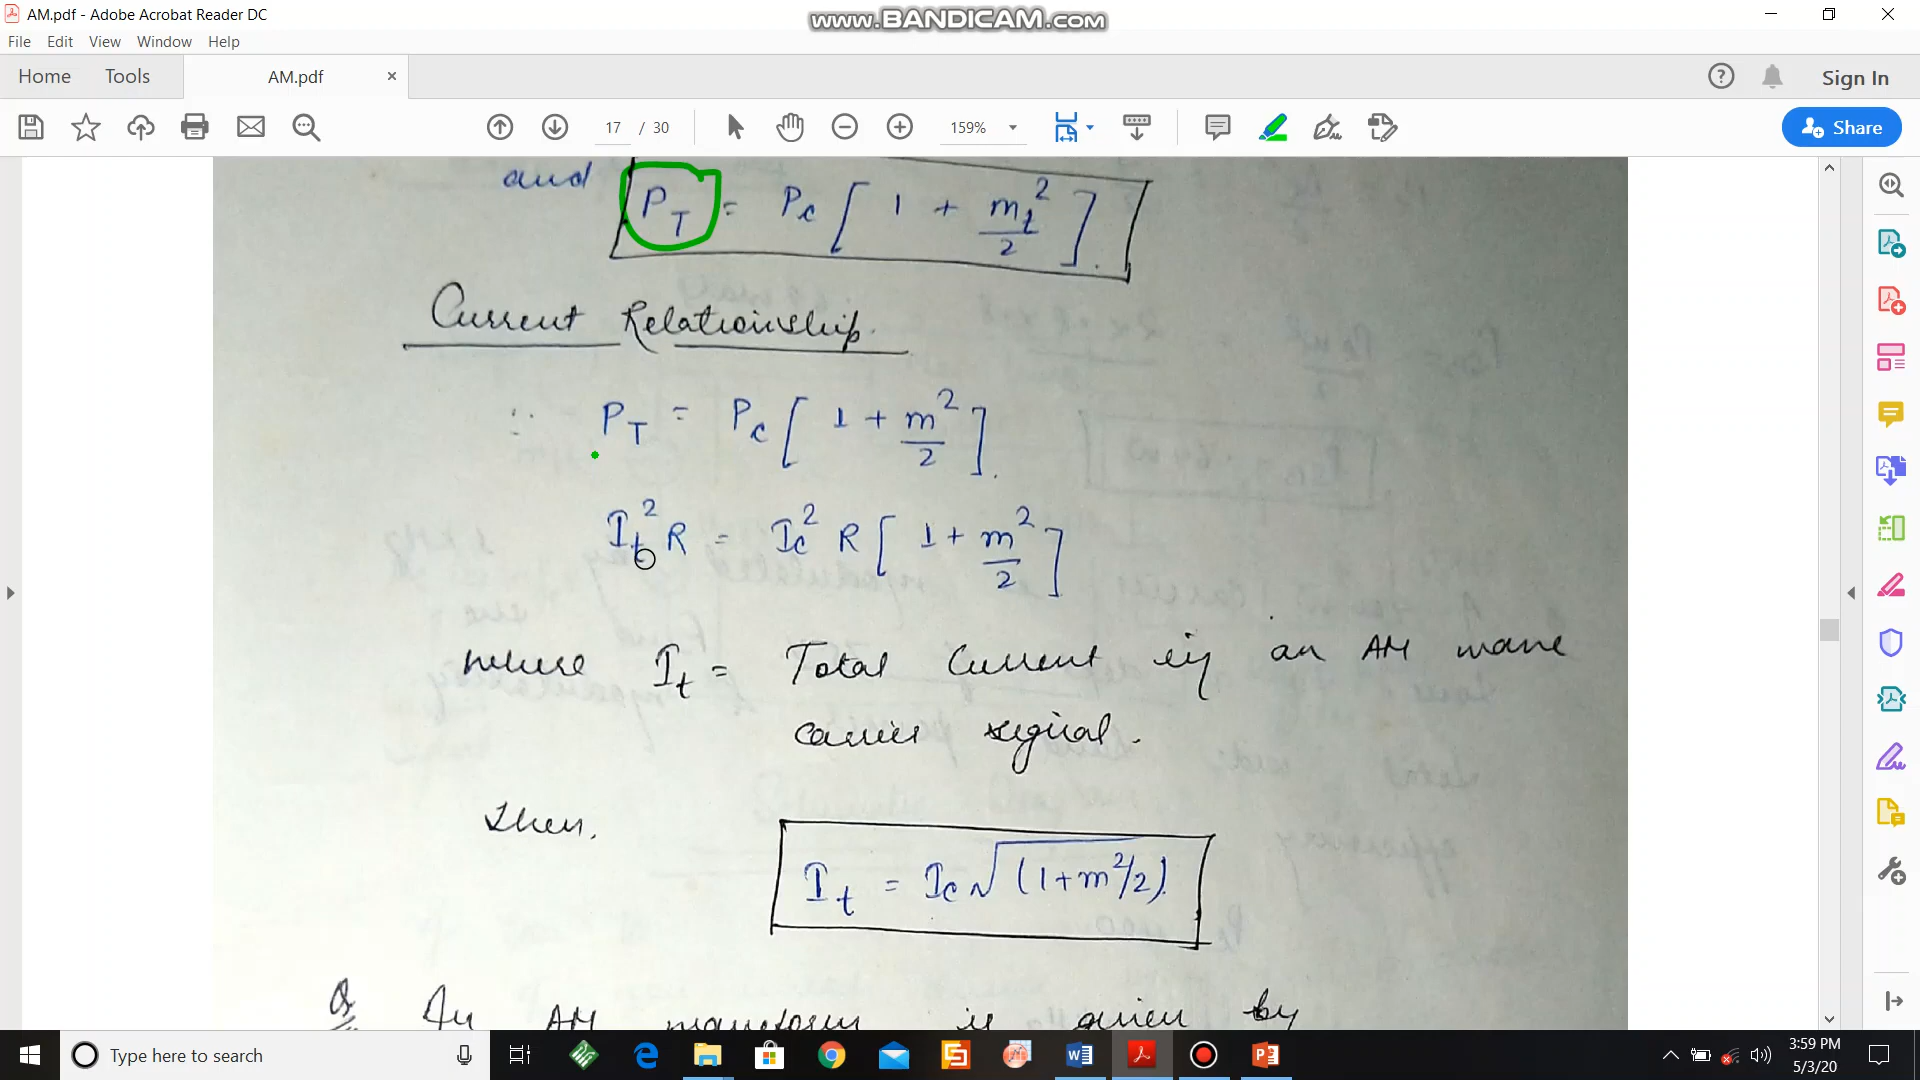 AM.pdf - Adobe Acrobat Reader DC
www.BANDICAM.com
File Edit View Window Help
Home Tools AM.pdf × Sign In
17 / 30 159% Share
and P_T = P_c [ 1 + m_t^2/2 ].
Current Relationship.
∵ P_T = P_c [ 1 + m^2/2 ].
I_t^2 R = I_c^2 R [ 1 + m^2/2 ]
where I_t = Total Current in an AM wave
carrier signal.
then,
I_t = I_c √(1+m^2/2).
Q An AM waveform is given by
Type here to search
3:59 PM
5/3/20